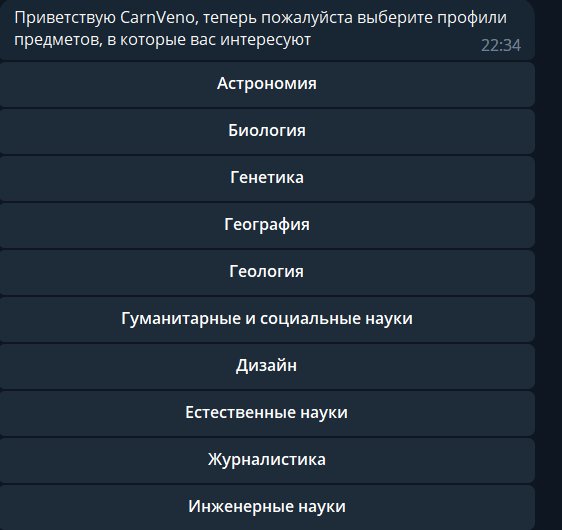 Приветствую CarnVeno, теперь пожалуйста выберите профили
предметов, в которые вас интересуют
22:34
Астрономия
Биология
Генетика
География
Геология
Гуманитарные и социальные науки
Дизайн
Естественные науки
Журналистика
Инженерные науки